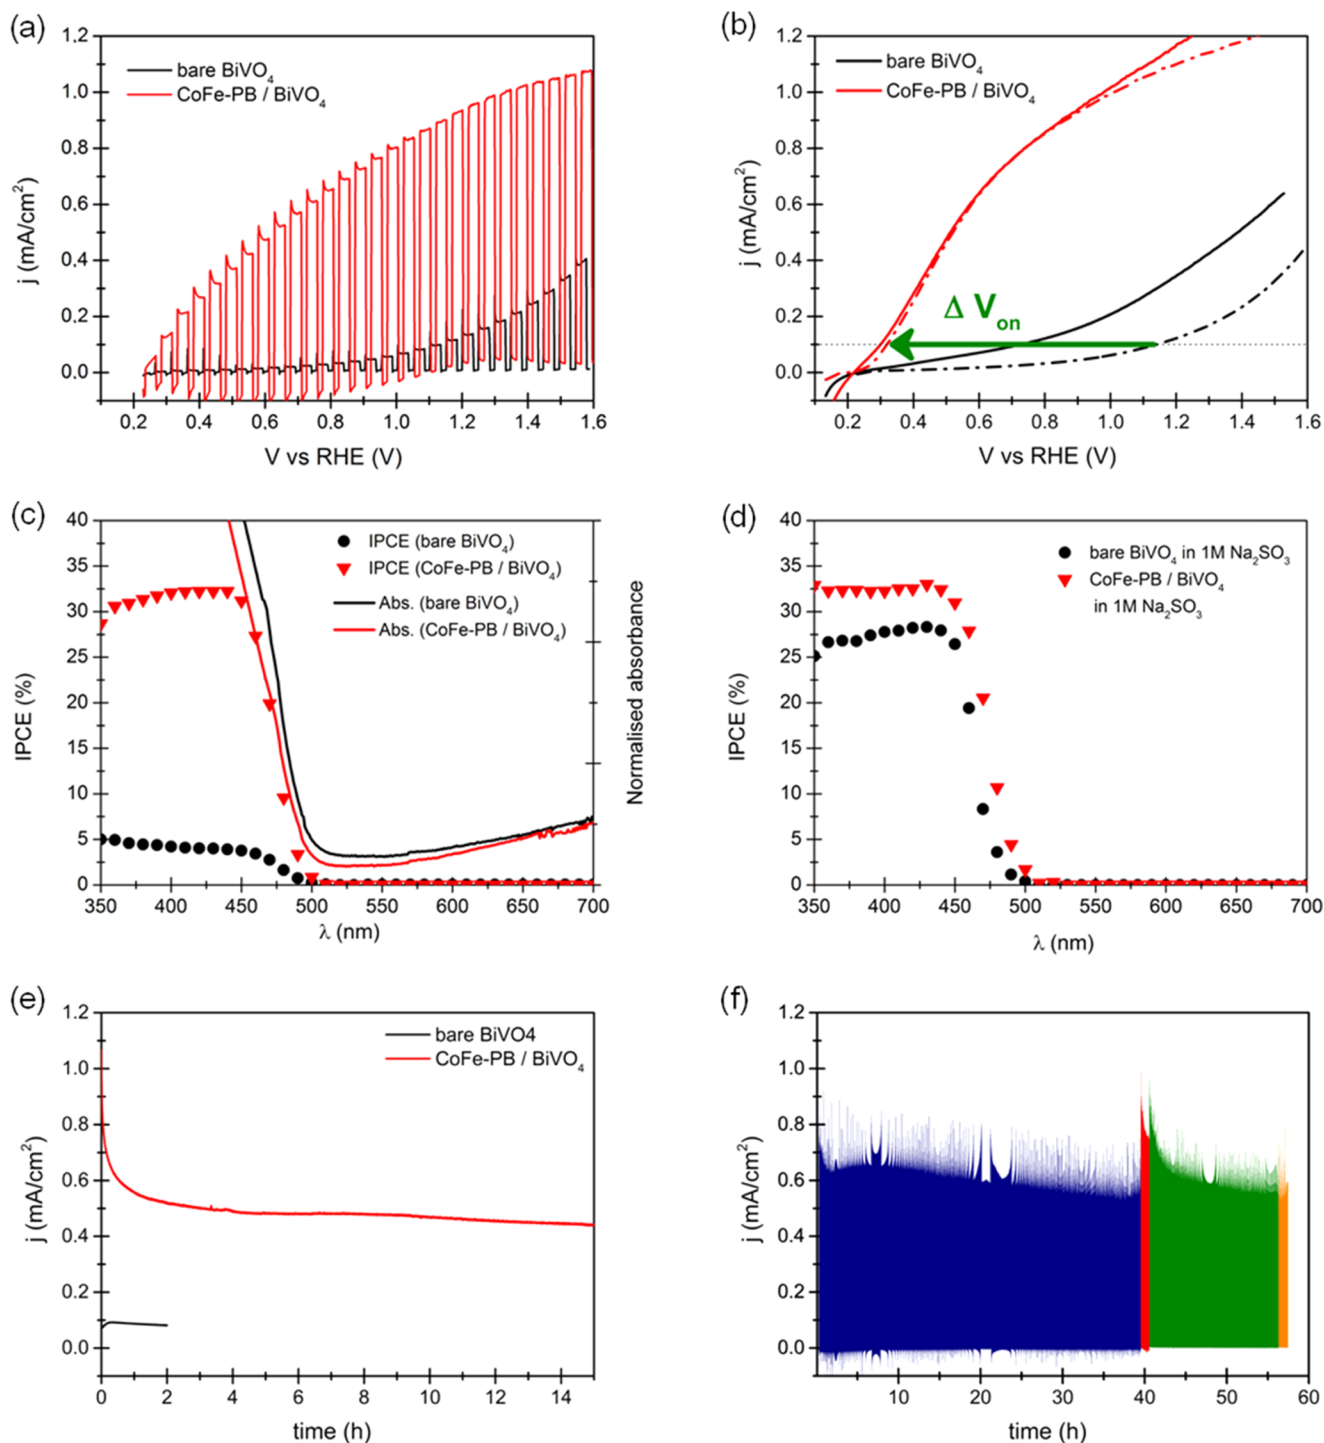 (a)
1.2
1.0
0.8
0.6
0.4
0.2
0.0
j (mA/cm²)
bare BiVO₄
CoFe-PB / BiVO₄
0.2 0.4 0.6 0.8 1.0 1.2 1.4 1.6
V vs RHE (V)
(b)
1.2
1.0
0.8
0.6
0.4
0.2
0.0
j (mA/cm²)
bare BiVO₄
CoFe-PB / BiVO₄
Δ Von
0.2 0.4 0.6 0.8 1.0 1.2 1.4 1.6
V vs RHE (V)
(c)
40
35
30
25
20
15
10
5
0
IPCE (%)
IPCE (bare BiVO₄)
IPCE (CoFe-PB / BiVO₄)
Abs. (bare BiVO₄)
Abs. (CoFe-PB / BiVO₄)
Normalised absorbance
350 400 450 500 550 600 650 700
λ (nm)
(d)
40
35
30
25
20
15
10
5
0
IPCE (%)
bare BiVO₄ in 1M Na₂SO₃
CoFe-PB / BiVO₄
in 1M Na₂SO₃
350 400 450 500 550 600 650 700
λ (nm)
(e)
1.2
1.0
0.8
0.6
0.4
0.2
0.0
j (mA/cm²)
bare BiVO4
CoFe-PB / BiVO₄
0 2 4 6 8 10 12 14
time (h)
(f)
1.2
1.0
0.8
0.6
0.4
0.2
0.0
j (mA/cm²)
10 20 30 40 50 60
time (h)